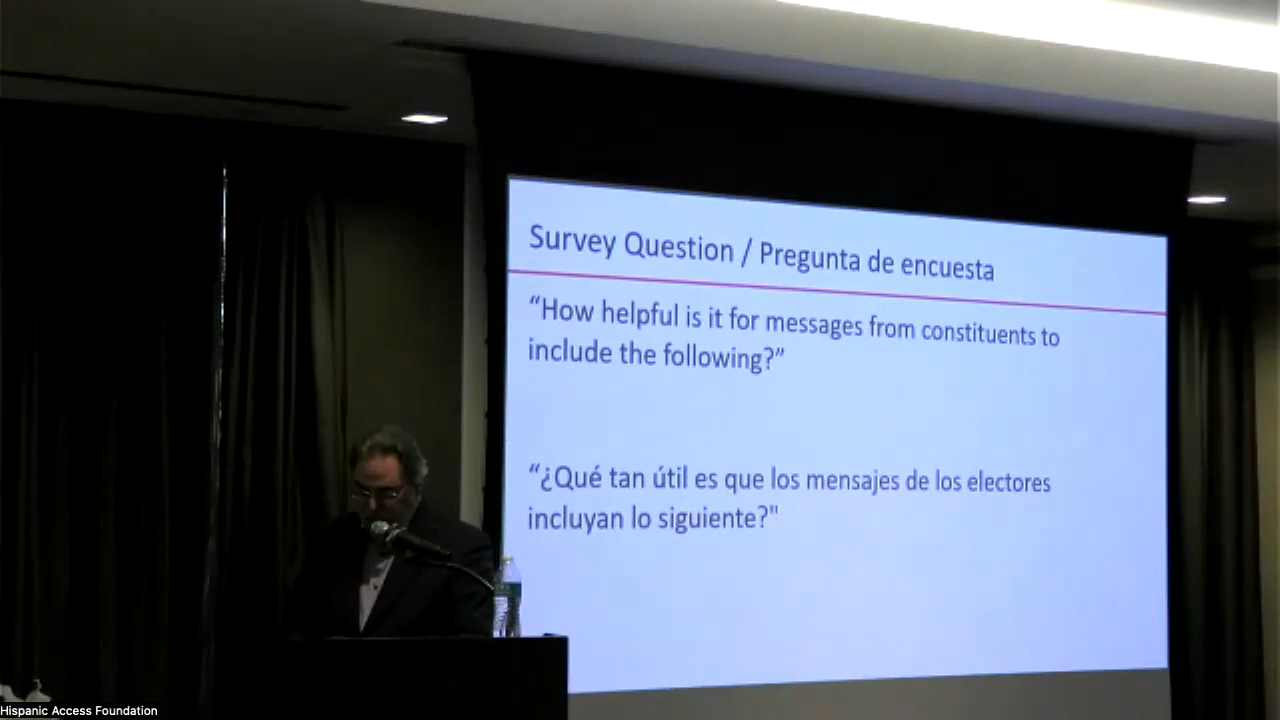 Survey Question / Pregunta de encuesta
“How helpful is it for messages from constituents to
include the following?”
“¿Qué tan útil es que los mensajes de los electores
incluyan lo siguiente?"
Hispanic Access Foundation